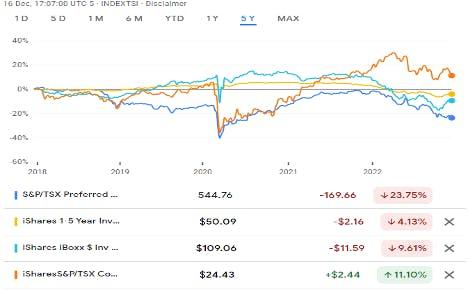 16 Dec, 17:07:00 UTC-5 · INDEXTSI · Disclaimer
1D 5D 1M 6M YTD 1Y 5Y MAX
40%
20%
0%
-20%
-40%
-60%
2018 2019 2020 2021 2022
S&P/TSX Preferred ... 544.76 -169.66 ↓ 23.75%
iShares 1-5 Year Inv... $50.09 -$2.16 ↓ 4.13%
iShares iBoxx $ Inv ... $109.06 -$11.59 ↓ 9.61%
iSharesS&P/TSX Co... $24.43 +$2.44 ↑ 11.10%